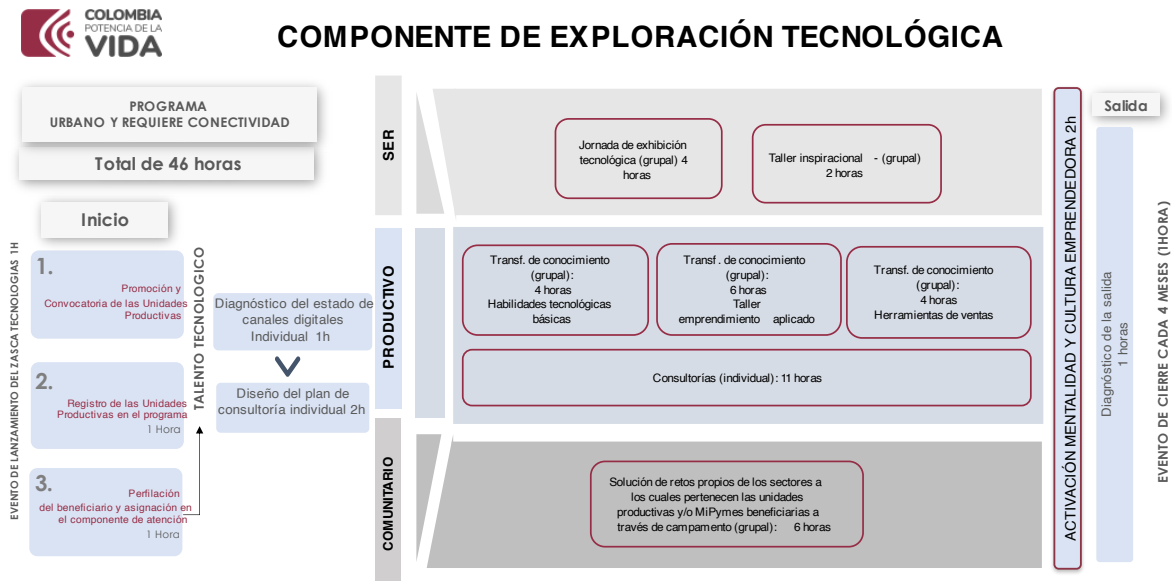 COLOMBIA
POTENCIA DE LA
VIDA
COMPONENTE DE EXPLORACIÓN TECNOLÓGICA
PROGRAMA
URBANO Y REQUIERE CONECTIVIDAD
Total de 46 horas
Inicio
EVENTO DE LANZAMIENTO DEL ZASCA TECNOLOGIAS 1H
1.
Promoción y
Convocatoria de las Unidades
Productivas
2.
Registro de las Unidades
Productivas en el programa
1 Hora
3.
Perfilación
del beneficiario y asignación en
el componente de atención
1 Hora
TALENTO TECNOLOGICO
Diagnóstico del estado de
canales digitales
Individual 1h
Diseño del plan de
consultoría individual 2h
SER
Jornada de exhibición
tecnológica (grupal) 4
horas
Taller inspiracional - (grupal)
2 horas
PRODUCTIVO
Transf. de conocimiento
(grupal):
4 horas
Habilidades tecnológicas
básicas
Transf. de conocimiento
(grupal):
6 horas
Taller
emprendimiento aplicado
Transf. de conocimiento
(grupal):
4 horas
Herramientas de ventas
Consultorías (individual): 11 horas
COMUNITARIO
Solución de retos propios de los sectores a
los cuales pertenecen las unidades
productivas y/o MiPymes beneficiarias a
través de campamento (grupal): 6 horas
ACTIVACIÓN MENTALIDAD Y CULTURA EMPRENDEDORA 2h
Salida
Diagnóstico de la salida
1 horas
EVENTO DE CIERRE CADA 4 MESES (1HORA)